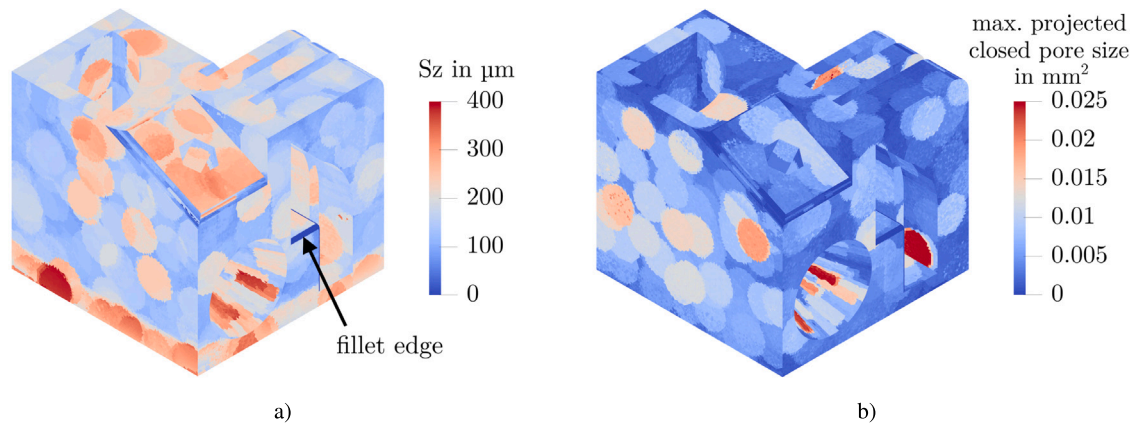 Sz in µm
400
300
200
100
0
fillet edge
a)
max. projected
closed pore size
in mm²
0.025
0.02
0.015
0.01
0.005
0
b)